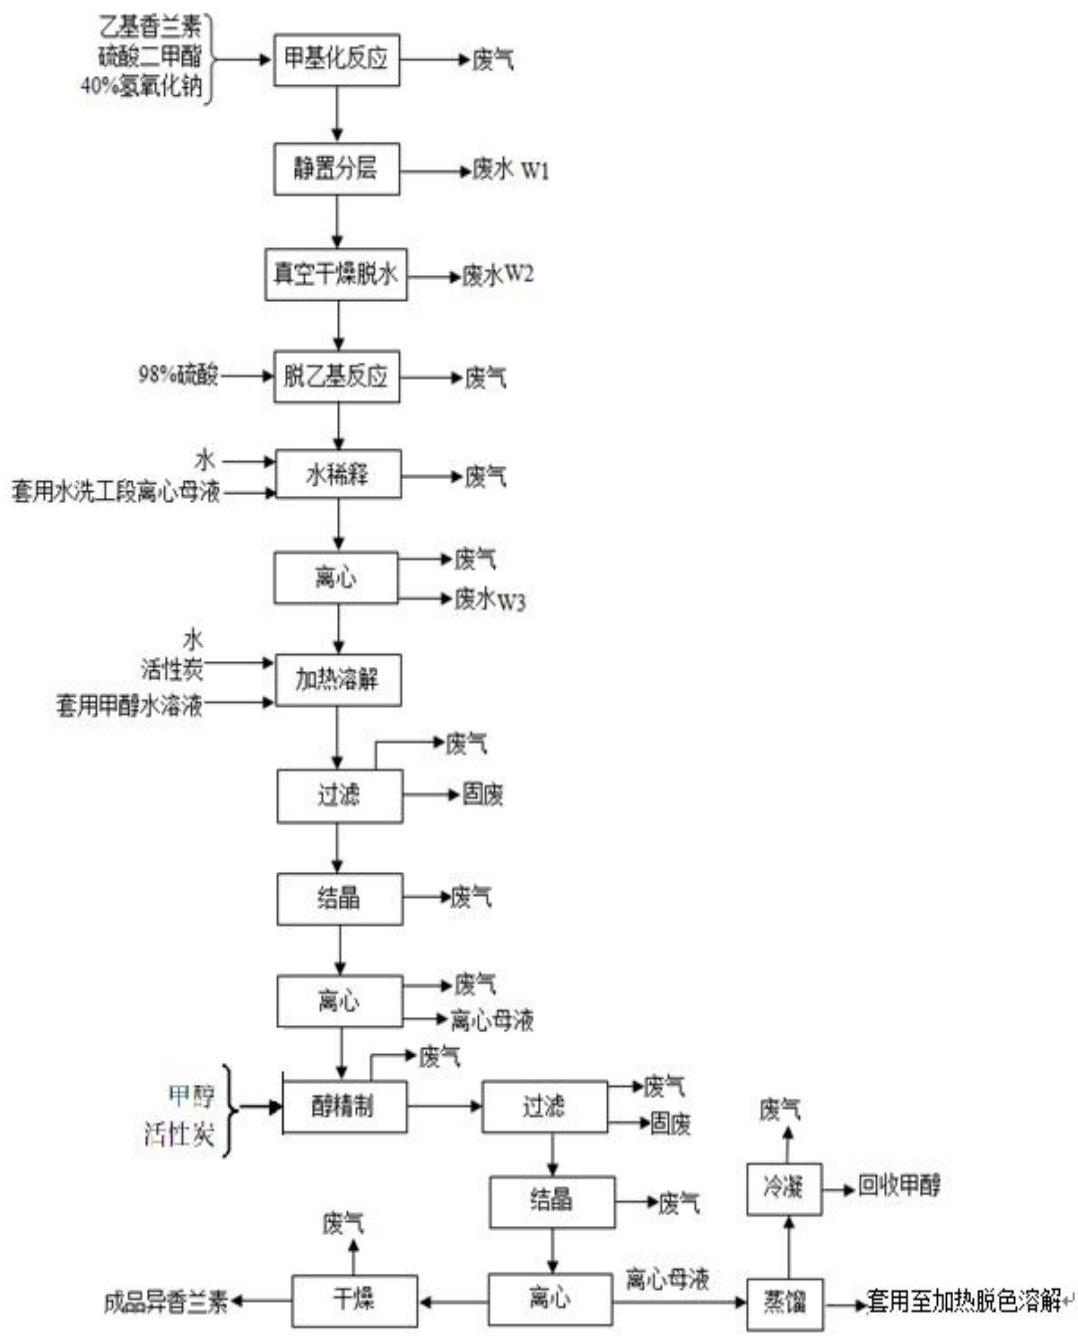 乙基香兰素
硫酸二甲酯
40%氢氧化钠
甲基化反应
废气
静置分层
废水 W1
真空干燥脱水
废水W2
98%硫酸
脱乙基反应
废气
水
套用水洗工段离心母液
水稀释
废气
离心
废气
废水W3
水
活性炭
套用甲醇水溶液
加热溶解
废气
过滤
固废
结晶
废气
离心
废气
离心母液
废气
甲醇
活性炭
醇精制
过滤
废气
固废
废气
冷凝
回收甲醇
结晶
废气
废气
成品异香兰素
干燥
离心
离心母液
蒸馏
套用至加热脱色溶解↵